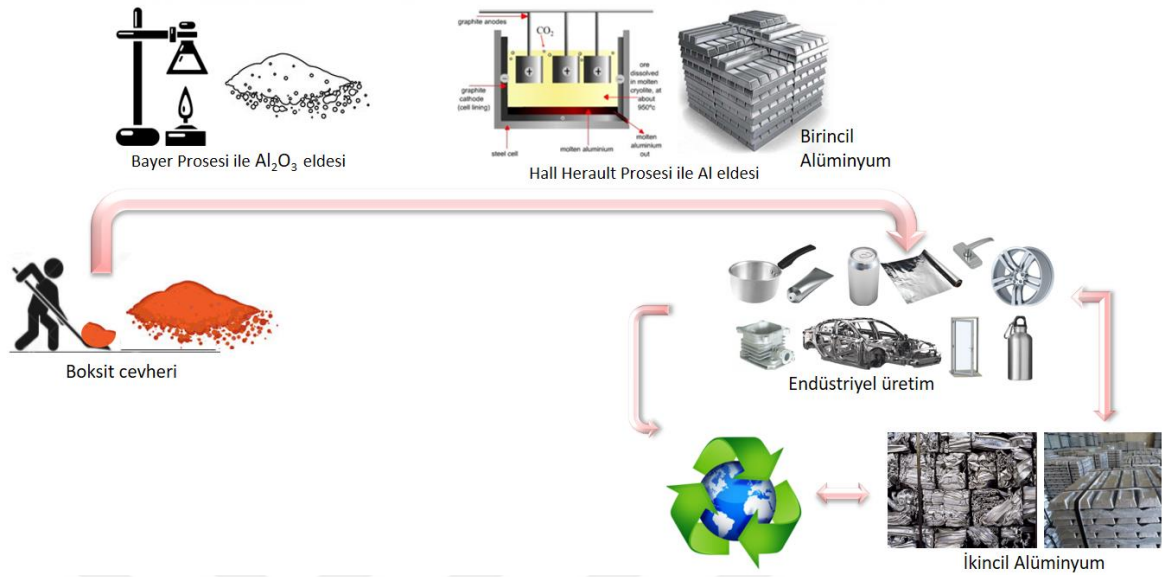 graphite anodes
CO₂
graphite
cathode
(cell lining)
ore
dissolved
in molten
cryolite, at
about
950ºc
molten
aluminium
out
steel cell
molten aluminium
Bayer Prosesi ile Al₂O₃ eldesi
Hall Herault Prosesi ile Al eldesi
Birincil
Alüminyum
Boksit cevheri
Endüstriyel üretim
İkincil Alüminyum